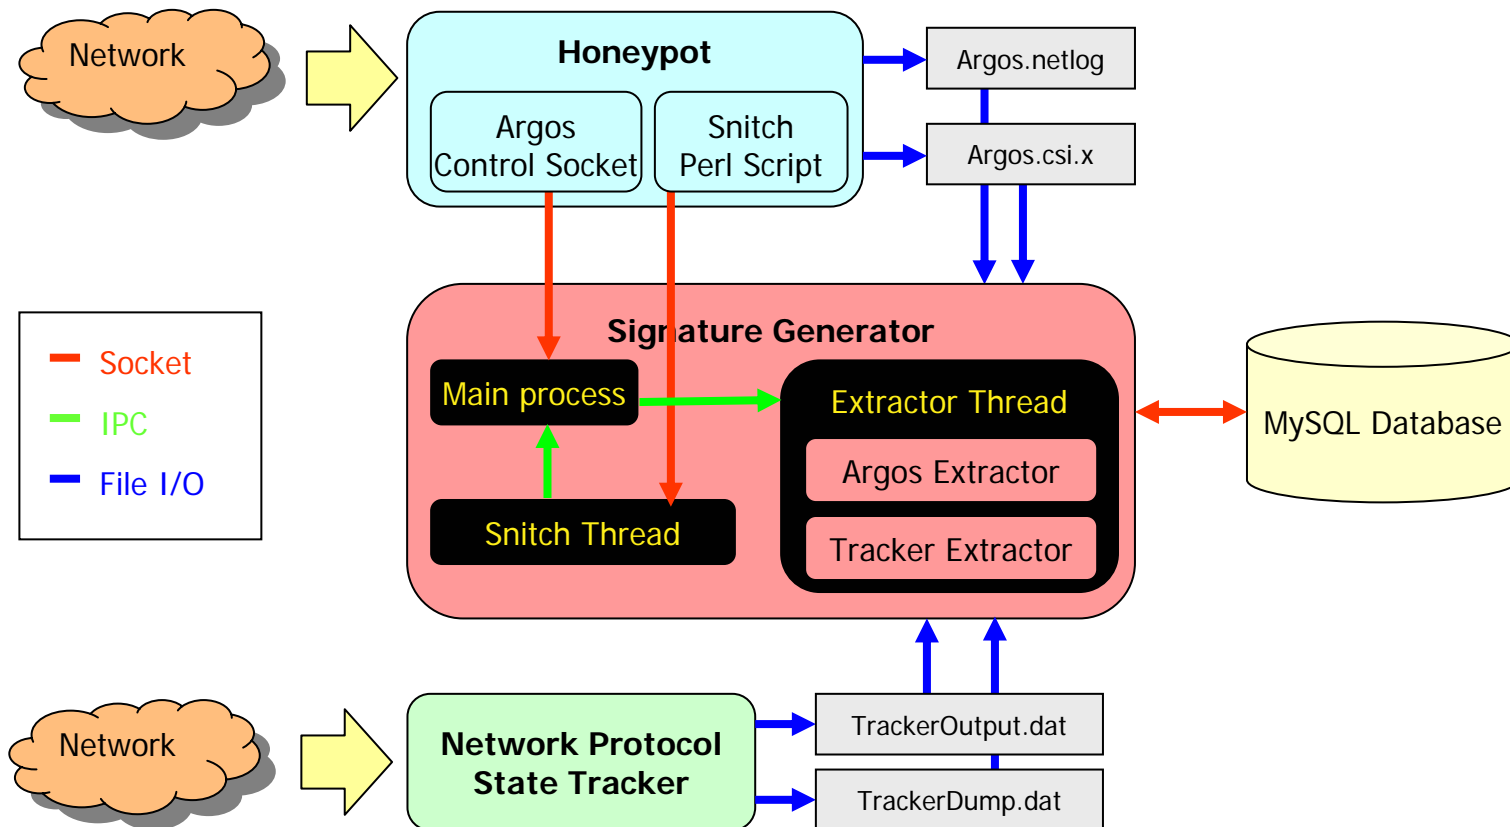 Network
Honeypot
Argos
Control Socket
Snitch
Perl Script
Argos.netlog
Argos.csi.x
Socket
IPC
File I/O
Signature Generator
Main process
Snitch Thread
Extractor Thread
Argos Extractor
Tracker Extractor
MySQL Database
Network
Network Protocol
State Tracker
TrackerOutput.dat
TrackerDump.dat